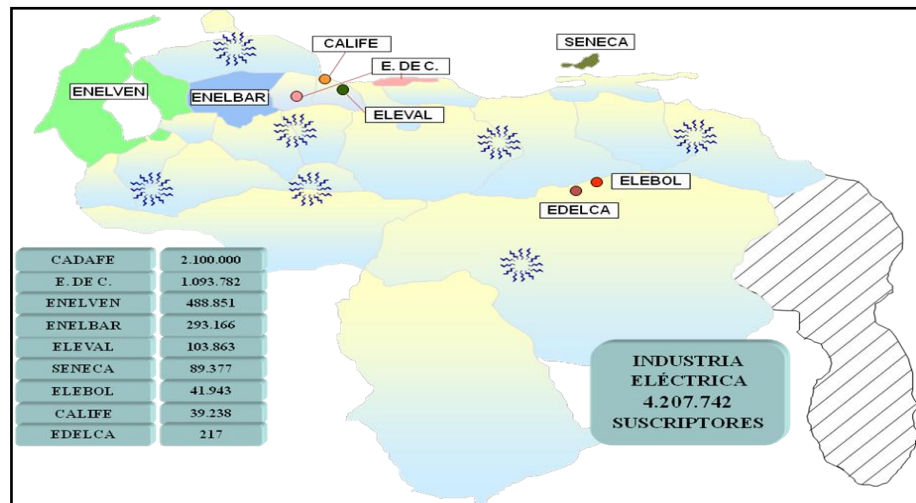 CALIFE
SENECA
E. DE C.
ENELVEN
ENELBAR
ELEVAL
ELEBOL
EDELCA
CADAFE 2.100.000
E. DE C. 1.093.782
ENELVEN 488.851
ENELBAR 293.166
ELEVAL 103.863
SENECA 89.377
ELEBOL 41.943
CALIFE 39.238
EDELCA 217
INDUSTRIA
ELÉCTRICA
4.207.742
SUSCRIPTORES